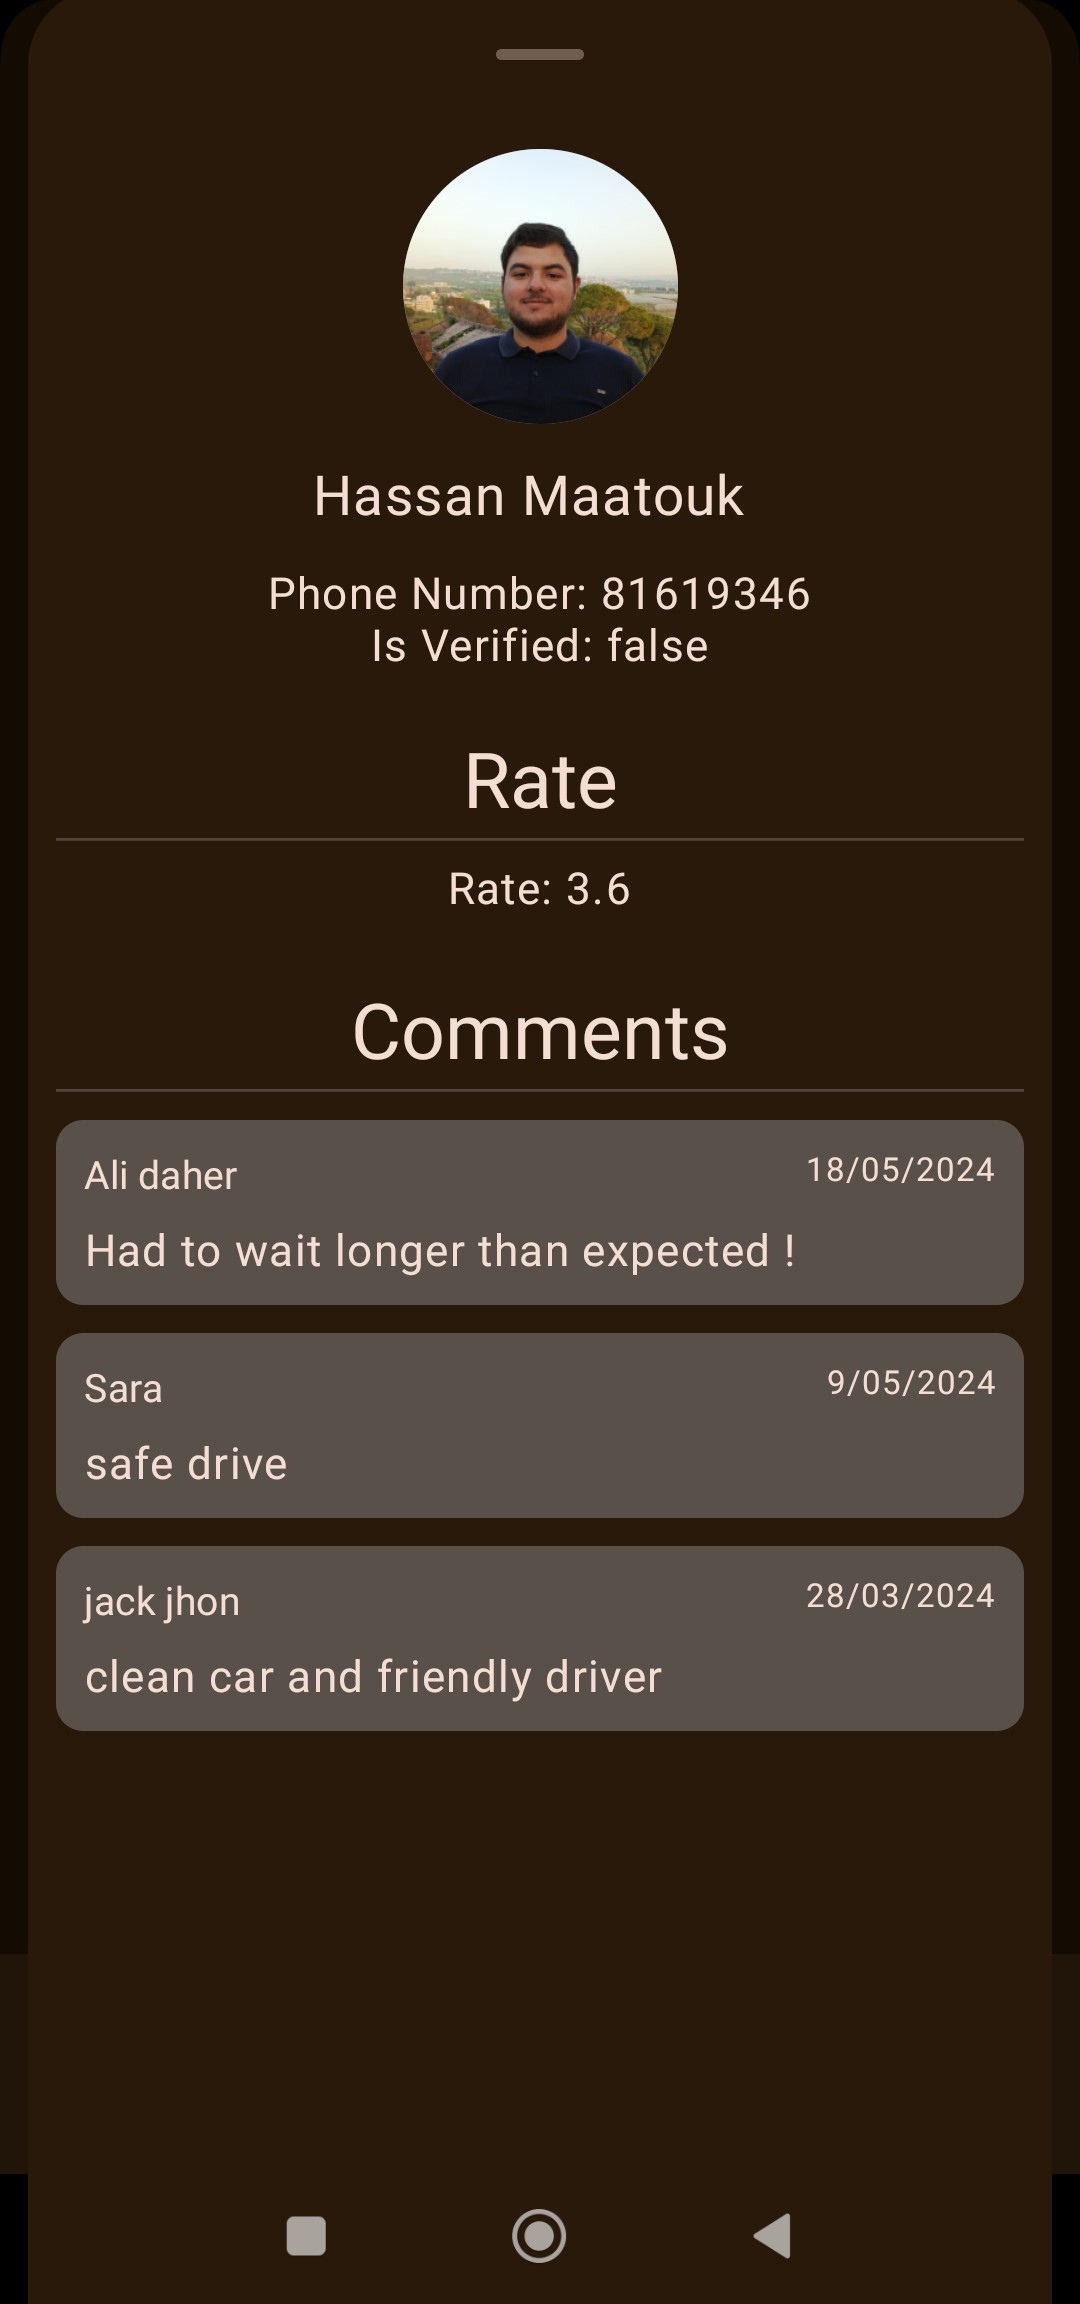 Hassan Maatouk
Phone Number: 81619346
Is Verified: false
Rate
Rate: 3.6
Comments
Ali daher
18/05/2024
Had to wait longer than expected !
Sara
9/05/2024
safe drive
jack jhon
28/03/2024
clean car and friendly driver